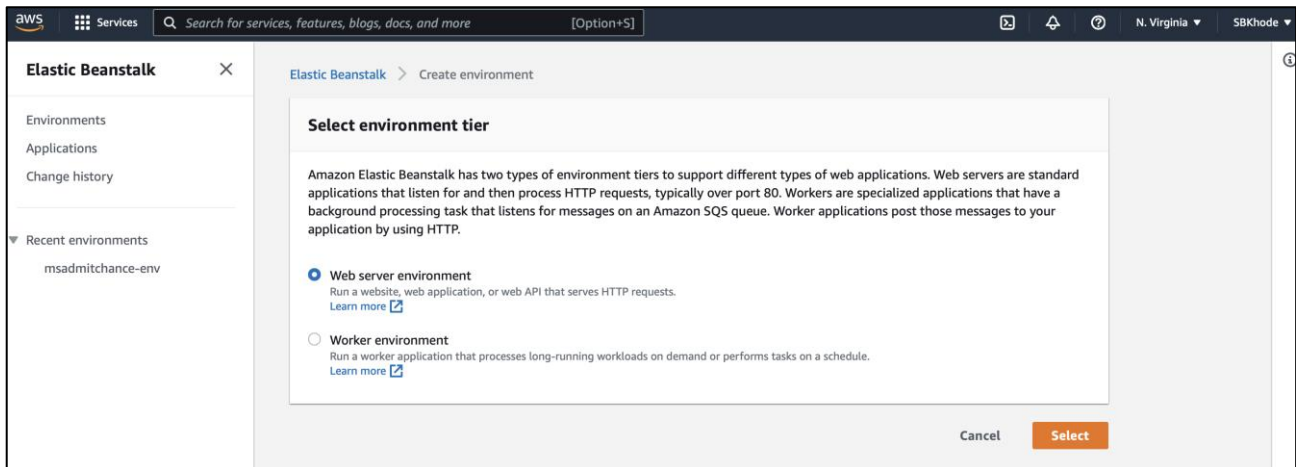 aws
Services
Search for services, features, blogs, docs, and more
[Option+S]
N. Virginia ▼
SBKhode ▼
Elastic Beanstalk
Environments
Applications
Change history
Recent environments
msadmitchance-env
Elastic Beanstalk > Create environment
Select environment tier
Amazon Elastic Beanstalk has two types of environment tiers to support different types of web applications. Web servers are standard
applications that listen for and then process HTTP requests, typically over port 80. Workers are specialized applications that have a
background processing task that listens for messages on an Amazon SQS queue. Worker applications post those messages to your
application by using HTTP.
Web server environment
Run a website, web application, or web API that serves HTTP requests.
Learn more
Worker environment
Run a worker application that processes long-running workloads on demand or performs tasks on a schedule.
Learn more
Cancel
Select